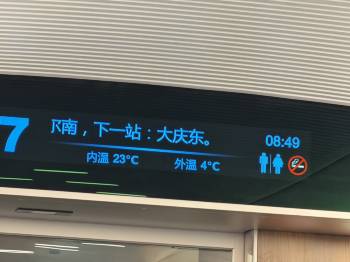 7
南，下一站：大庆东。
08:49
内温 23℃
外温 4℃